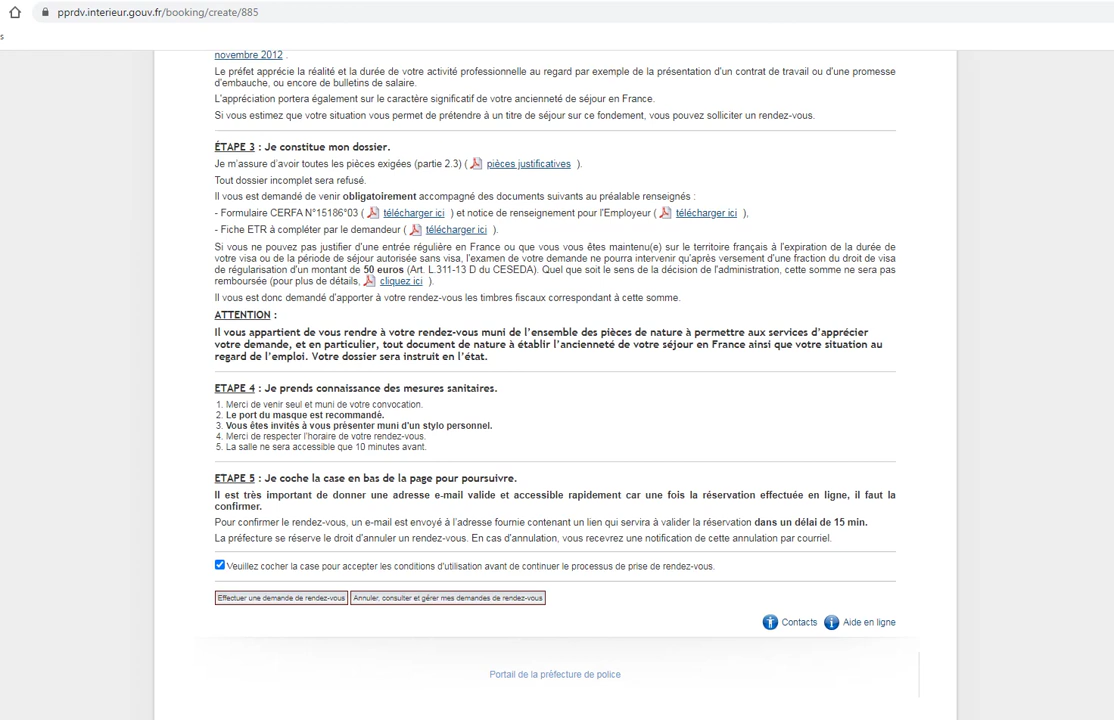 pprdv.interieur.gouv.fr/booking/create/885
s
novembre 2012 .
Le préfet apprécie la réalité et la durée de votre activité professionnelle au regard par exemple de la présentation d'un contrat de travail ou d'une promesse
d'embauche, ou encore de bulletins de salaire.
L'appréciation portera également sur le caractère significatif de votre ancienneté de séjour en France.
Si vous estimez que votre situation vous permet de prétendre à un titre de séjour sur ce fondement, vous pouvez solliciter un rendez-vous.
ÉTAPE 3 : Je constitue mon dossier.
Je m'assure d'avoir toutes les pièces exigées (partie 2.3) ( pièces justificatives ).
Tout dossier incomplet sera refusé.
Il vous est demandé de venir obligatoirement accompagné des documents suivants au préalable renseignés :
- Formulaire CERFA N°15186*03 ( télécharger ici ) et notice de renseignement pour l'Employeur ( télécharger ici ),
- Fiche ETR à compléter par le demandeur ( télécharger ici ).
Si vous ne pouvez pas justifier d'une entrée régulière en France ou que vous vous êtes maintenu(e) sur le territoire français à l'expiration de la durée de
votre visa ou de la période de séjour autorisée sans visa, l'examen de votre demande ne pourra intervenir qu'après versement d'une fraction du droit de visa
de régularisation d'un montant de 50 euros (Art. L.311-13 D du CESEDA). Quel que soit le sens de la décision de l'administration, cette somme ne sera pas
remboursée (pour plus de détails, cliquez ici ).
Il vous est donc demandé d'apporter à votre rendez-vous les timbres fiscaux correspondant à cette somme.
ATTENTION :
Il vous appartient de vous rendre à votre rendez-vous muni de l'ensemble des pièces de nature à permettre aux services d'apprécier
votre demande, et en particulier, tout document de nature à établir l'ancienneté de votre séjour en France ainsi que votre situation au
regard de l'emploi. Votre dossier sera instruit en l'état.
ETAPE 4 : Je prends connaissance des mesures sanitaires.
1. Merci de venir seul et muni de votre convocation.
2. Le port du masque est recommandé.
3. Vous êtes invités à vous présenter muni d'un stylo personnel.
4. Merci de respecter l'horaire de votre rendez-vous.
5. La salle ne sera accessible que 10 minutes avant.
ETAPE 5 : Je coche la case en bas de la page pour poursuivre.
Il est très important de donner une adresse e-mail valide et accessible rapidement car une fois la réservation effectuée en ligne, il faut la
confirmer.
Pour confirmer le rendez-vous, un e-mail est envoyé à l'adresse fournie contenant un lien qui servira à valider la réservation dans un délai de 15 min.
La préfecture se réserve le droit d'annuler un rendez-vous. En cas d'annulation, vous recevrez une notification de cette annulation par courriel.
Veuillez cocher la case pour accepter les conditions d'utilisation avant de continuer le processus de prise de rendez-vous.
Effectuer une demande de rendez-vous Annuler, consulter et gérer mes demandes de rendez-vous
Contacts Aide en ligne
Portail de la préfecture de police